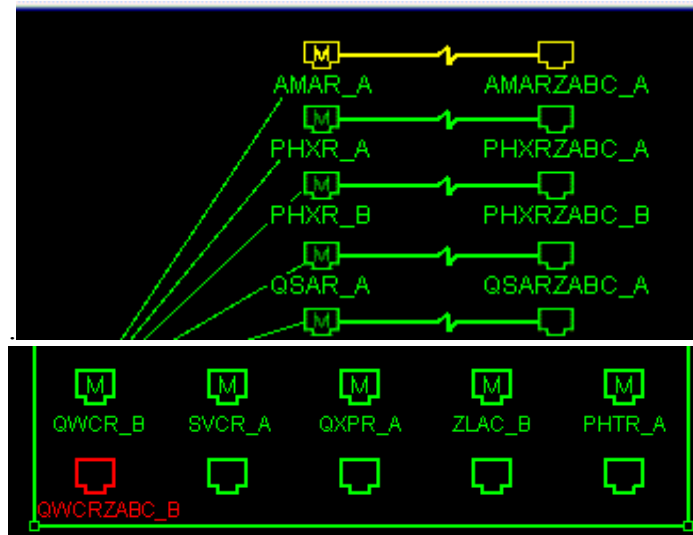 M
AMAR_A AMARZABC_A
M
PHXR_A PHXRZABC_A
M
PHXR_B PHXRZABC_B
M
QSAR_A QSARZABC_A
M
M M M M M
QWCR_B SVCR_A QXPR_A ZLAC_B PHTR_A
QWCRZABC_B